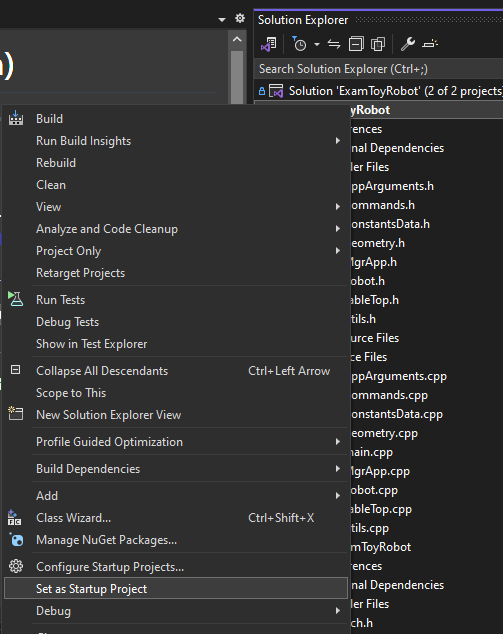 Solution Explorer
Search Solution Explorer (Ctrl+;)
Solution 'ExamToyRobot' (2 of 2 projects)
yRobot
rences
nal Dependencies
der Files
ppArguments.h
ommands.h
onstantsData.h
eometry.h
MgrApp.h
obot.h
ableTop.h
tils.h
urce Files
ce Files
ppArguments.cpp
ommands.cpp
onstantsData.cpp
eometry.cpp
ain.cpp
MgrApp.cpp
obot.cpp
ableTop.cpp
tils.cpp
amToyRobot
rences
nal Dependencies
der Files
ch.h
)
Build
Run Build Insights
Rebuild
Clean
View
Analyze and Code Cleanup
Project Only
Retarget Projects
Run Tests
Debug Tests
Show in Test Explorer
Collapse All Descendants Ctrl+Left Arrow
Scope to This
New Solution Explorer View
Profile Guided Optimization
Build Dependencies
Add
Class Wizard... Ctrl+Shift+X
Manage NuGet Packages...
Configure Startup Projects...
Set as Startup Project
Debug